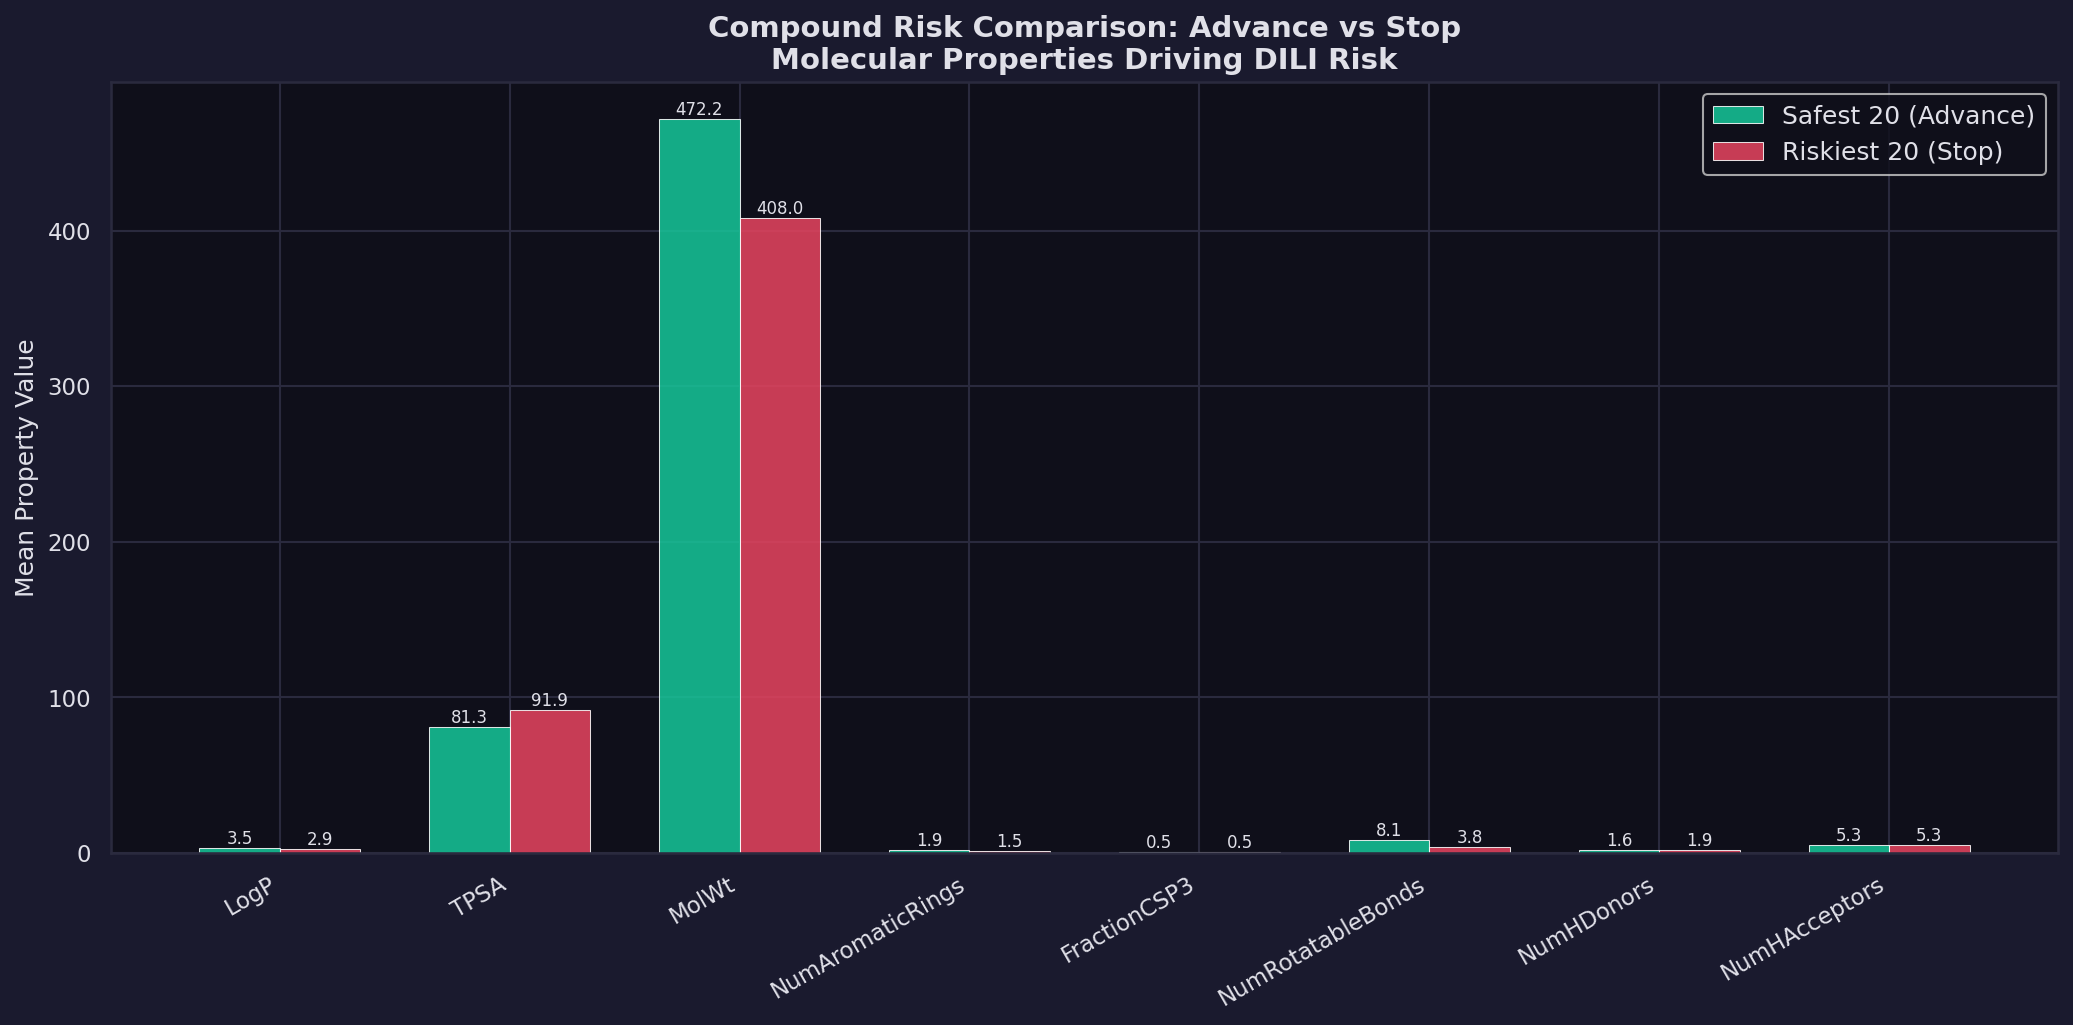 Compound Risk Comparison: Advance vs Stop
Molecular Properties Driving DILI Risk
Safest 20 (Advance)
Riskiest 20 (Stop)
Mean Property Value
400
300
200
100
0
3.5
2.9
81.3
91.9
472.2
408.0
1.9
1.5
0.5
0.5
8.1
3.8
1.6
1.9
5.3
5.3
LogP
TPSA
MolWt
NumAromaticRings
FractionCSP3
NumRotatableBonds
NumHDonors
NumHAcceptors